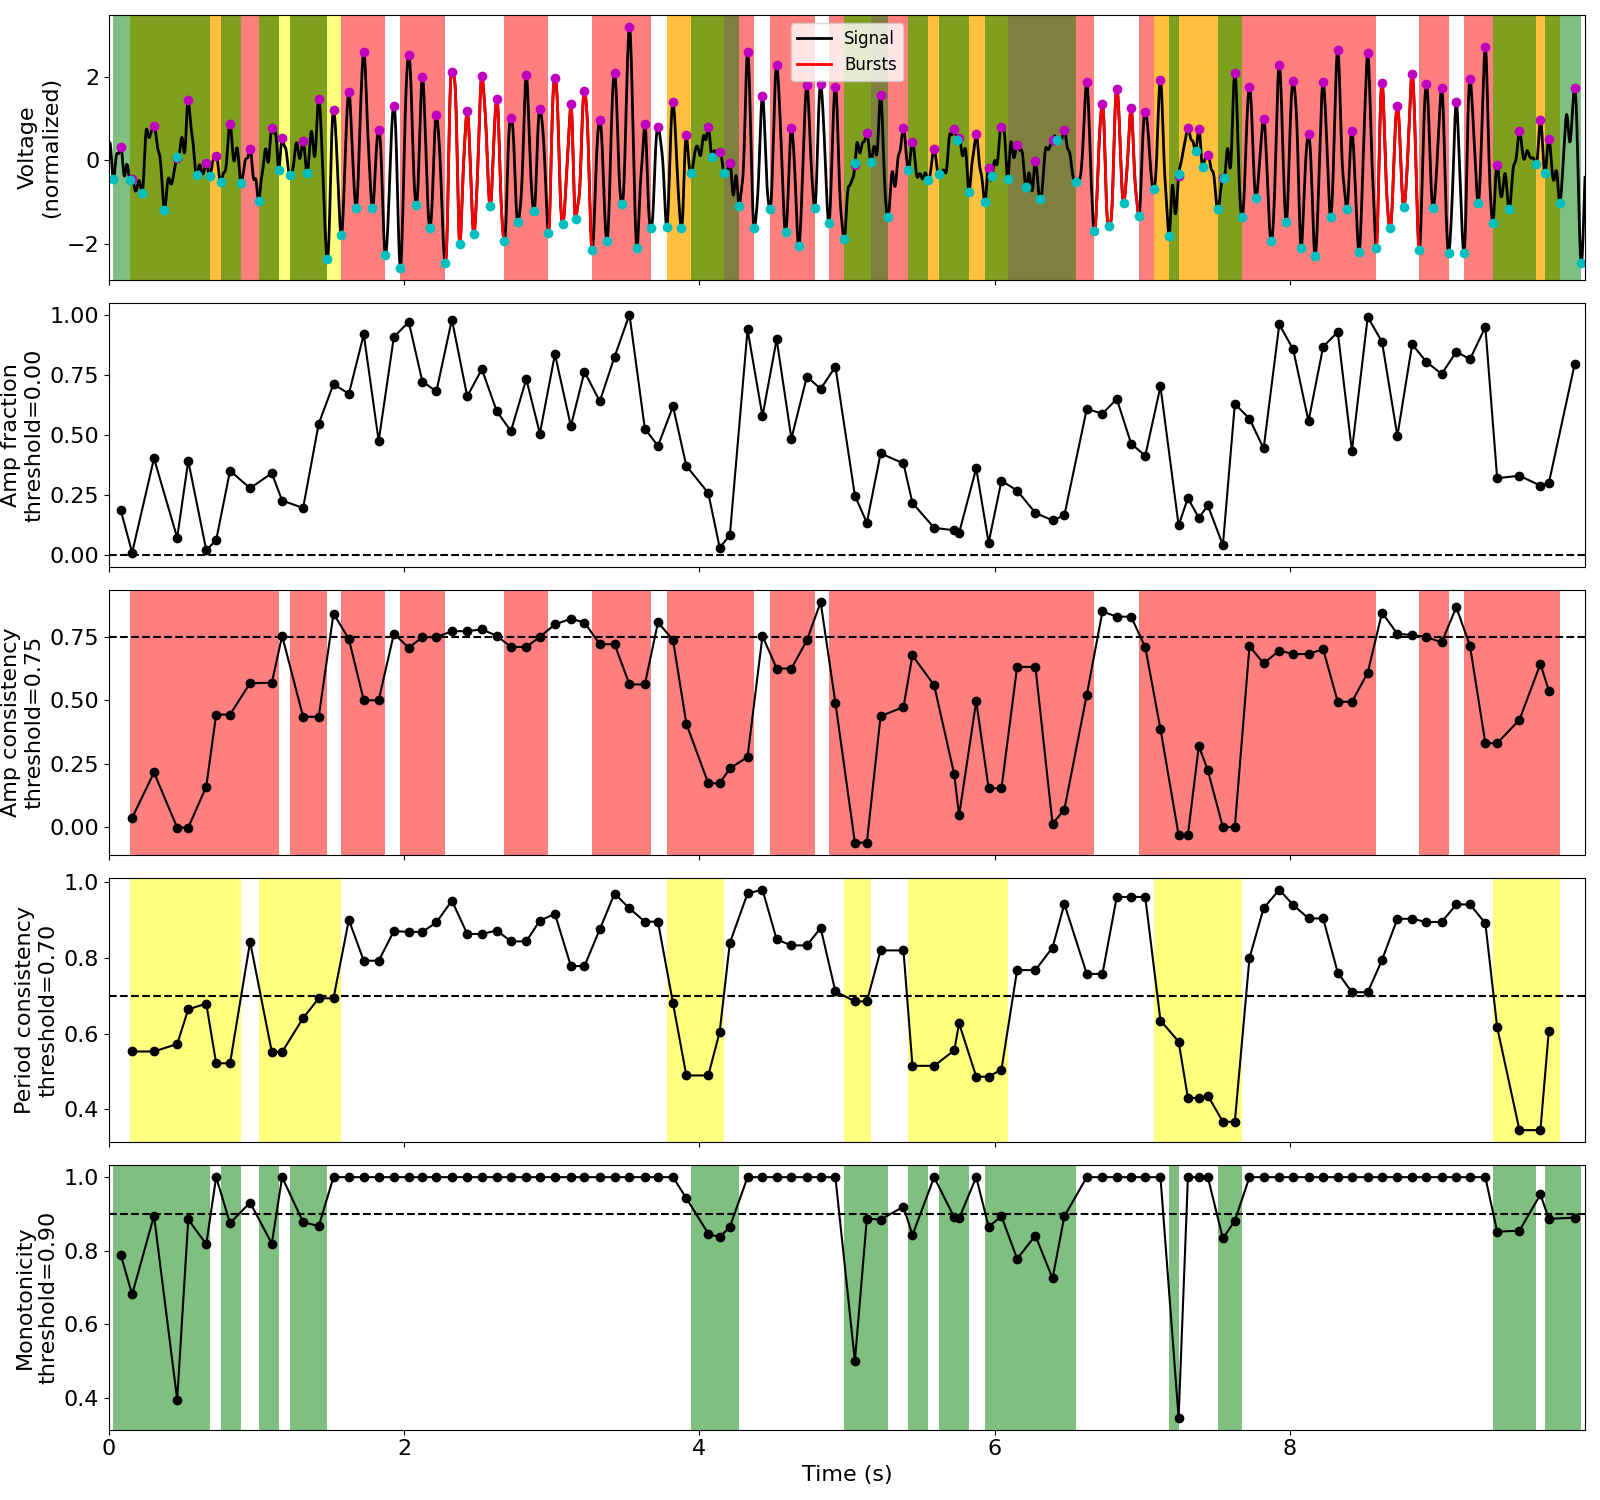 Voltage
(normalized)
2
0
−2
Signal
Bursts
Amp fraction
threshold=0.00
1.00
0.75
0.50
0.25
0.00
Amp consistency
threshold=0.75
0.75
0.50
0.25
0.00
Period consistency
threshold=0.70
1.0
0.8
0.6
0.4
Monotonicity
threshold=0.90
1.0
0.8
0.6
0.4
0
2
4
6
8
Time (s)